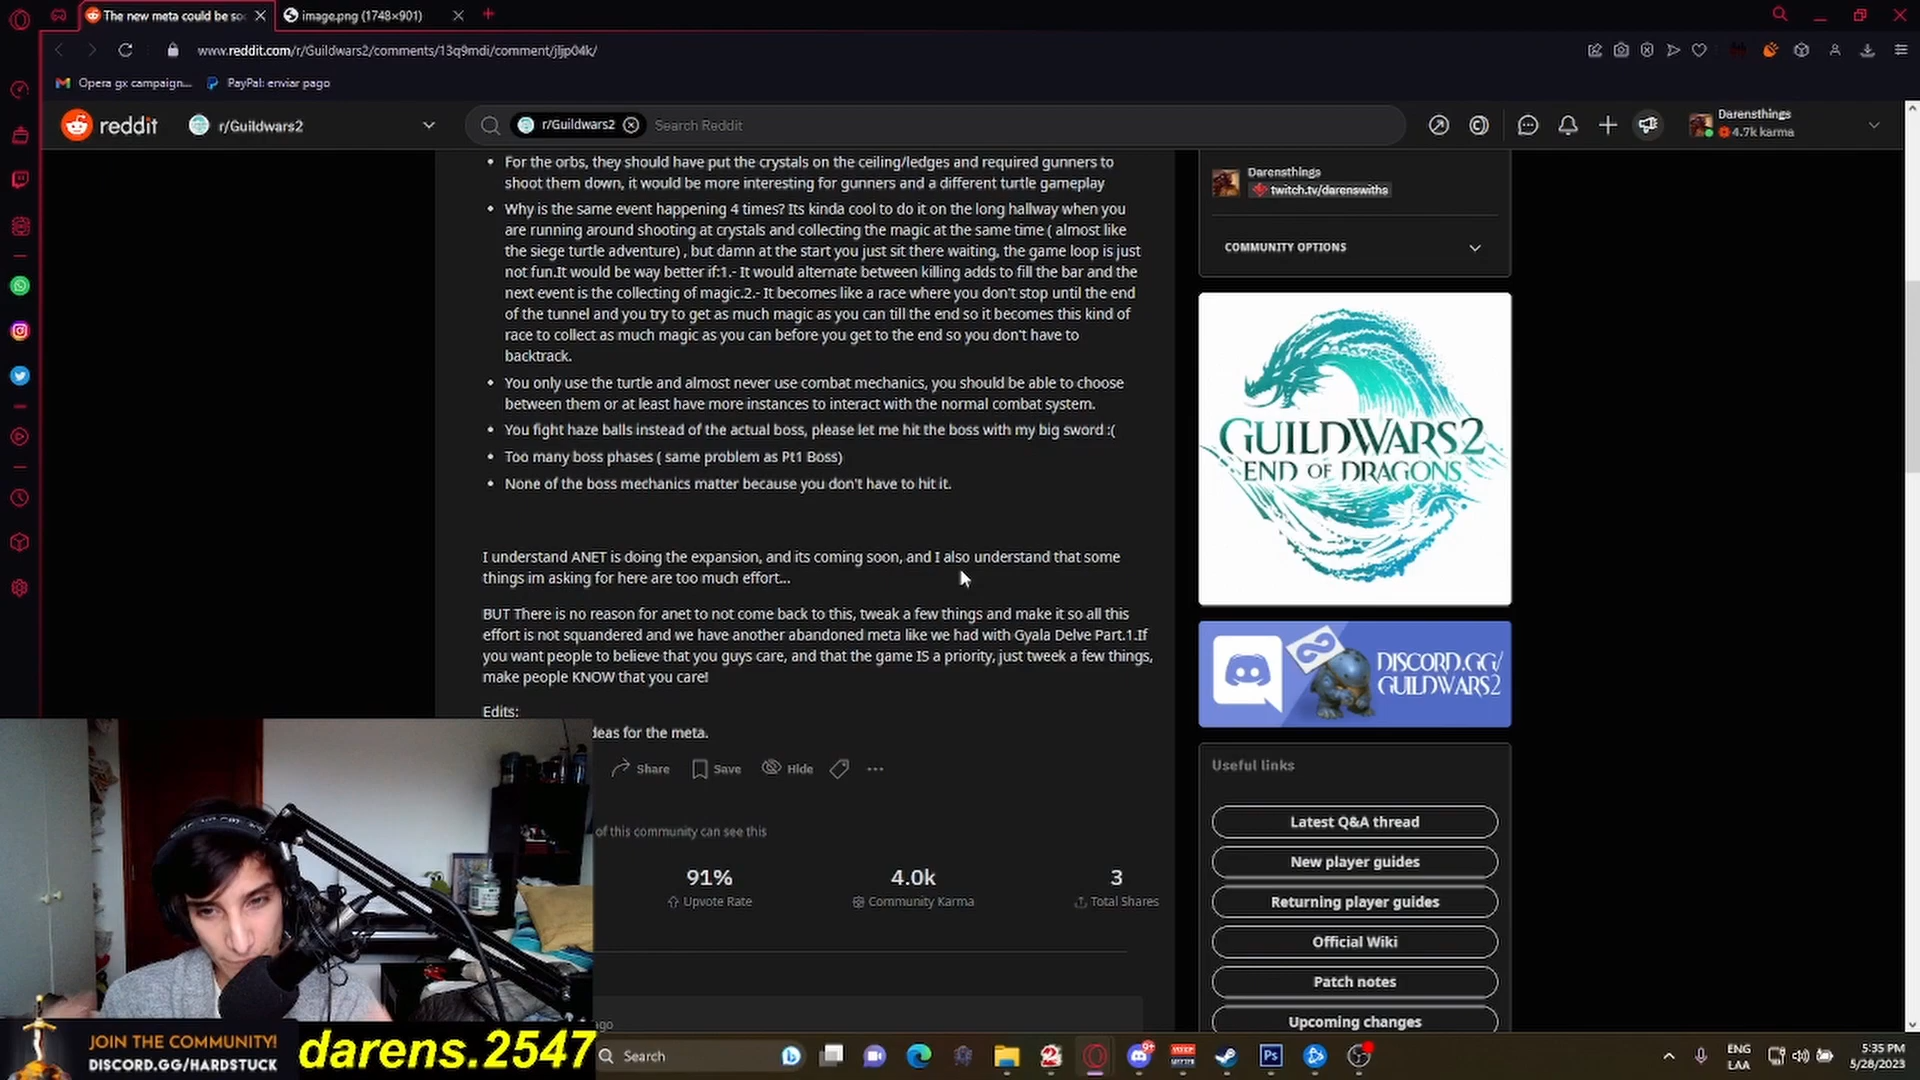 The new meta could be so
image.png (1748×901)
www.reddit.com/r/Guildwars2/comments/13q9mdi/comment/jljp04k/
Opera gx campaign...
PayPal: enviar pago
reddit
r/Guildwars2
r/Guildwars2
Search Reddit
Darensthings
4.7k karma
For the orbs, they should have put the crystals on the ceiling/ledges and required gunners to
shoot them down, it would be more interesting for gunners and a different turtle gameplay
Why is the same event happening 4 times? Its kinda cool to do it on the long hallway when you
are running around shooting at crystals and collecting the magic at the same time ( almost like
the siege turtle adventure) , but damn at the start you just sit there waiting, the game loop is just
not fun.It would be way better if:1.- It would alternate between killing adds to fill the bar and the
next event is the collecting of magic.2.- It becomes like a race where you don't stop until the end
of the tunnel and you try to get as much magic as you can till the end so it becomes this kind of
race to collect as much magic as you can before you get to the end so you don't have to
backtrack.
You only use the turtle and almost never use combat mechanics, you should be able to choose
between them or at least have more instances to interact with the normal combat system.
You fight haze balls instead of the actual boss, please let me hit the boss with my big sword :(
Too many boss phases ( same problem as Pt1 Boss)
None of the boss mechanics matter because you don't have to hit it.
I understand ANET is doing the expansion, and its coming soon, and I also understand that some
things im asking for here are too much effort...
BUT There is no reason for anet to not come back to this, tweak a few things and make it so all this
effort is not squandered and we have another abandoned meta like we had with Gyala Delve Part.1.If
you want people to believe that you guys care, and that the game IS a priority, just tweek a few things,
make people KNOW that you care!
Edits:
deas for the meta.
Share
Save
Hide
of this community can see this
91%
4.0k
3
Upvote Rate
Community Karma
Total Shares
ago
Darensthings
twitch.tv/darenswiths
COMMUNITY OPTIONS
GUILDWARS2
END OF DRAGONS
DISCORD.GG/
GUILDWARS2
Useful links
Latest Q&A thread
New player guides
Returning player guides
Official Wiki
Patch notes
Upcoming changes
JOIN THE COMMUNITY!
DISCORD.GG/HARDSTUCK
darens.2547
Search
9+
Ps
ENG
LAA
5:35 PM
5/28/2023